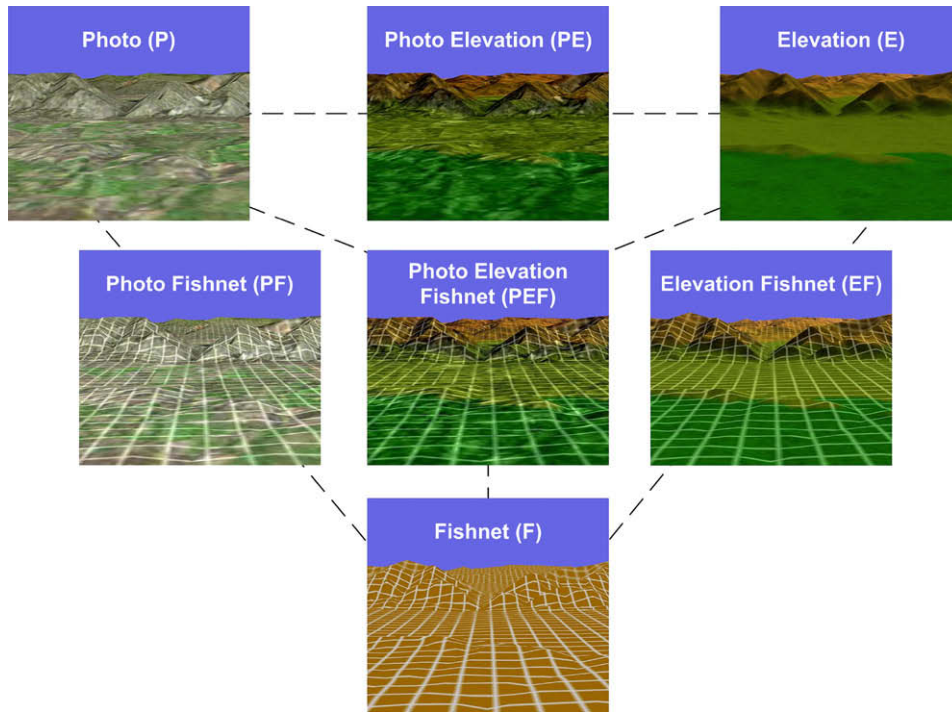 Photo (P)
Photo Elevation (PE)
Elevation (E)
Photo Fishnet (PF)
Photo Elevation
Fishnet (PEF)
Elevation Fishnet (EF)
Fishnet (F)